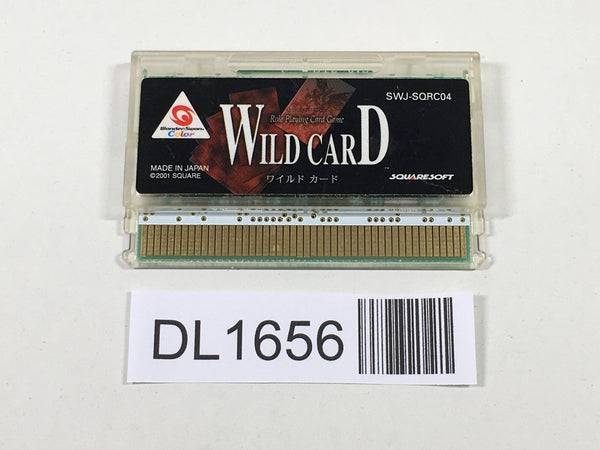 SWJ-SQRC04
WonderSwan
Color
Role Playing Card Game
WILD CARD
ワイルド カード
MADE IN JAPAN
©2001 SQUARE
SQUARESOFT
DL1656